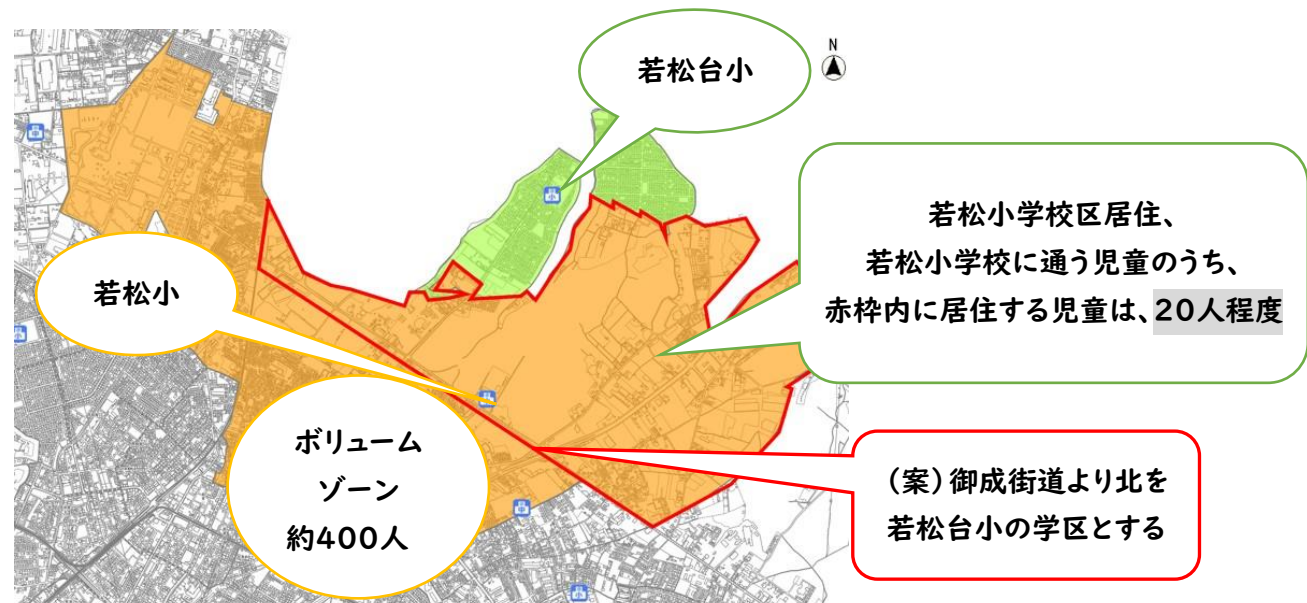 若松台小
N
若松小学校区居住、
若松小学校に通う児童のうち、
赤枠内に居住する児童は、20人程度
若松小
ボリューム
ゾーン
約400人
（案）御成街道より北を
若松台小の学区とする